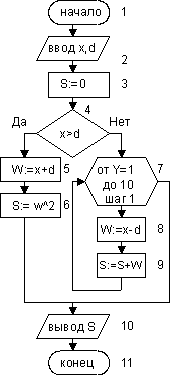 начало 1
ввод x,d
2
S:=0 3
4
Да Нет
x>d
W:=x+d 5
от Y=1 7
до 10
шаг 1
S:= w^2 6
W:=x-d 8
S:=S+W 9
вывод S 10
конец 11